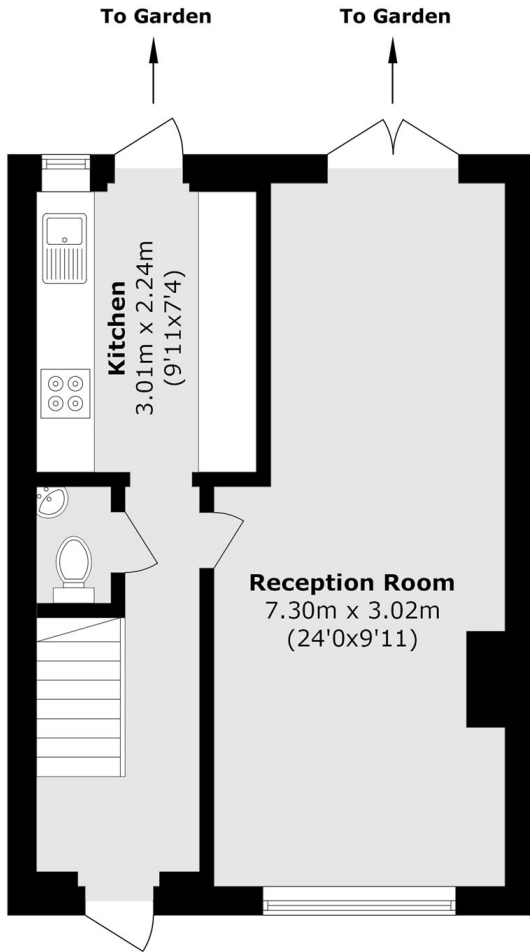 To Garden
To Garden
Kitchen
3.01m x 2.24m
(9'11x7'4)
Reception Room
7.30m x 3.02m
(24'0x9'11)